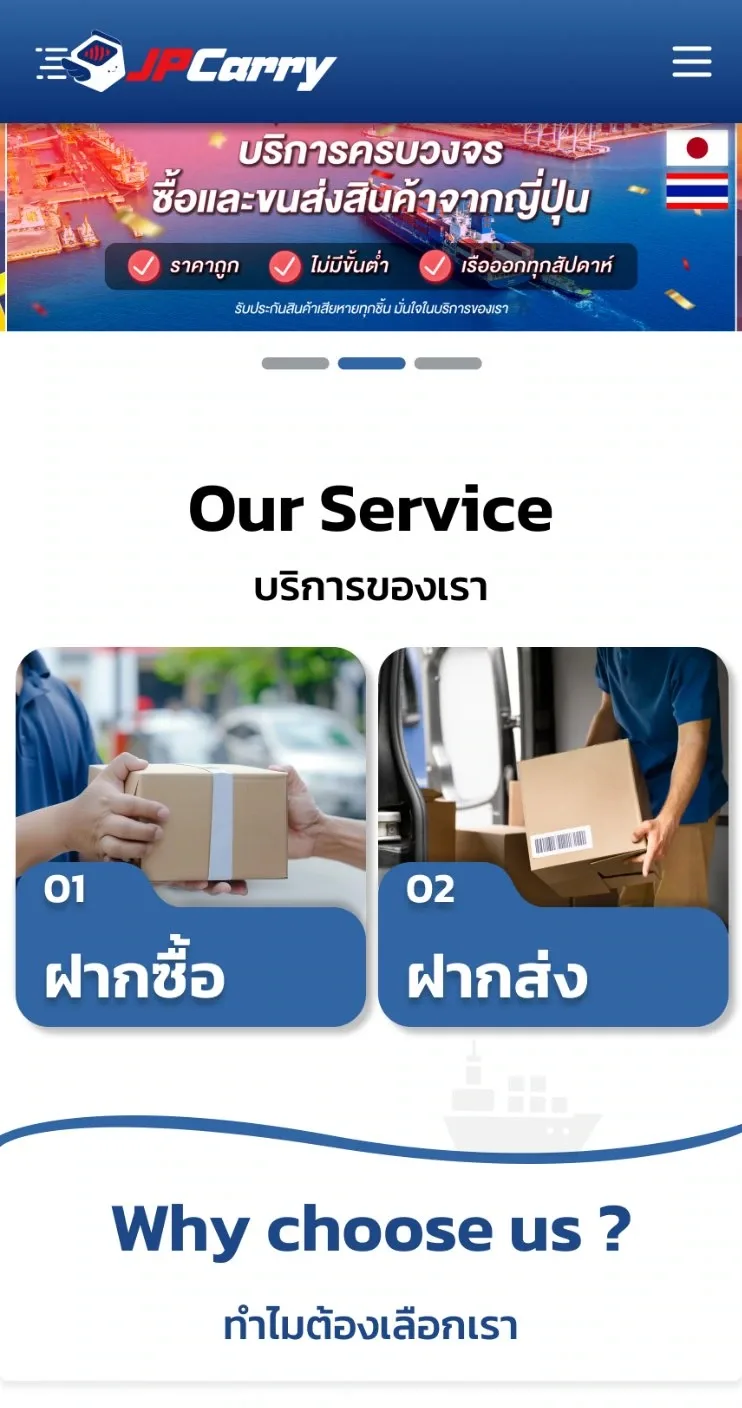 JPCarry
บริการครบวงจร
ซื้อและขนส่งสินค้าจากญี่ปุ่น
ราคาถูก ไม่มีขั้นต่ำ เรือออกทุกสัปดาห์
รับประกันสินค้าเสียหายทุกชิ้น มั่นใจในบริการของเรา
Our Service
บริการของเรา
01
ฝากซื้อ
02
ฝากส่ง
Why choose us ?
ทำไมต้องเลือกเรา